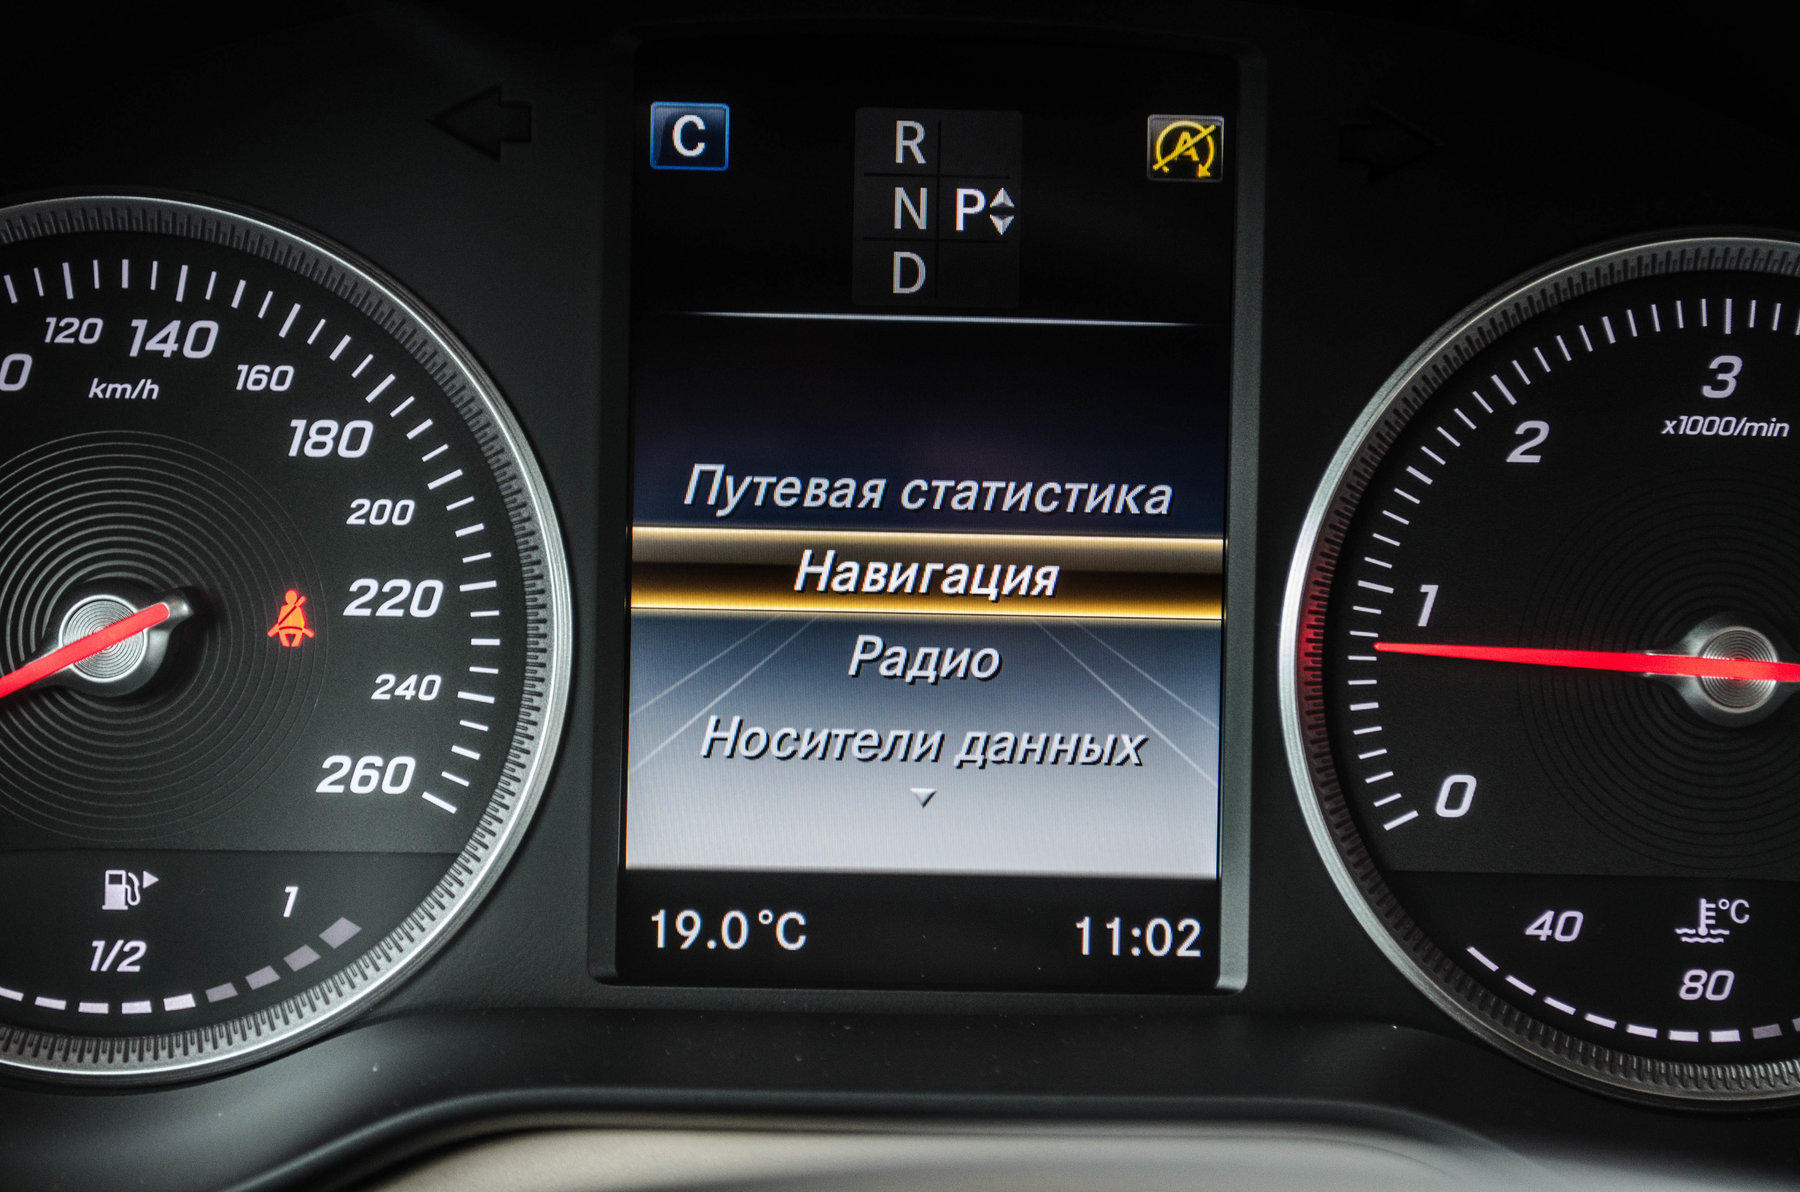 C
R
N P
D
A
120
140
160
km/h
180
200
220
240
260
1
1/2
Путевая статистика
Навигация
Радио
Носители данных
19.0°C
11:02
3
x1000/min
2
1
0
°C
40
80